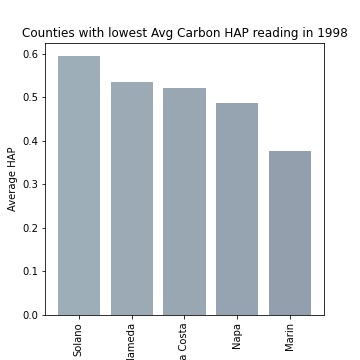 Counties with lowest Avg Carbon HAP reading in 1998
Average HAP
0.6
0.5
0.4
0.3
0.2
0.1
0.0
Solano
lameda
a Costa
Napa
Marin